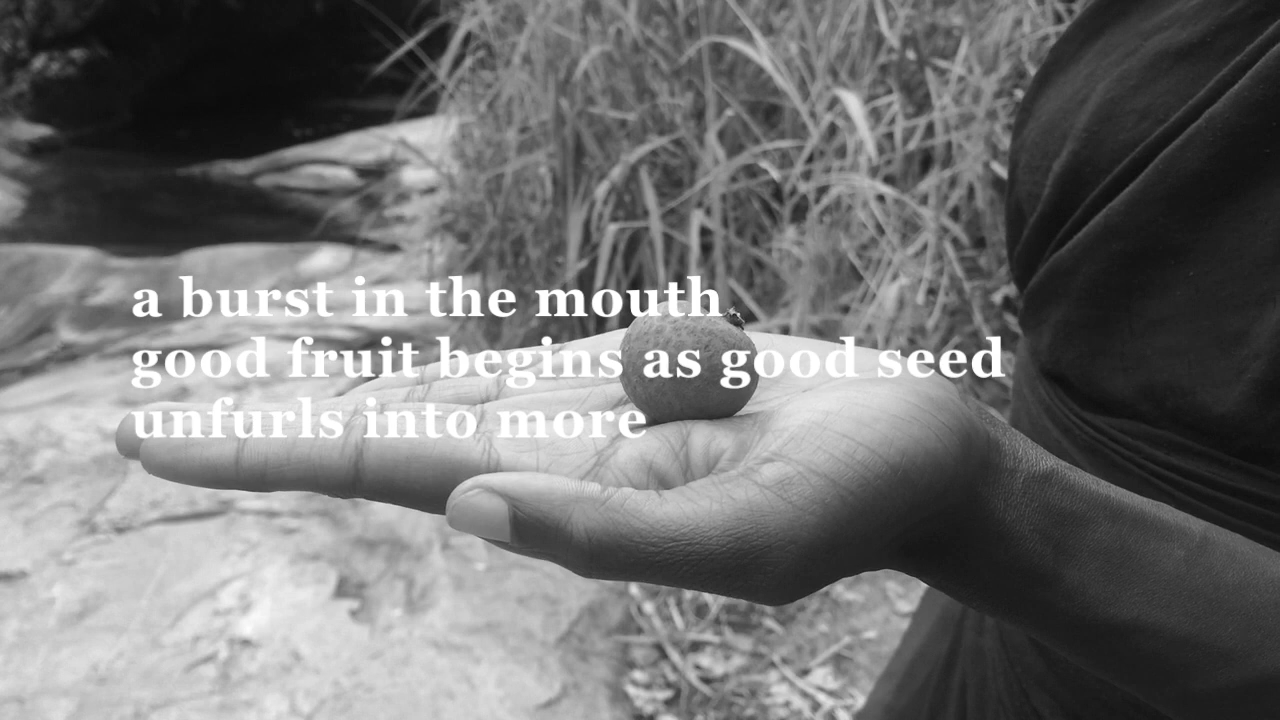 a burst in the mouth
good fruit begins as good seed
unfurls into more